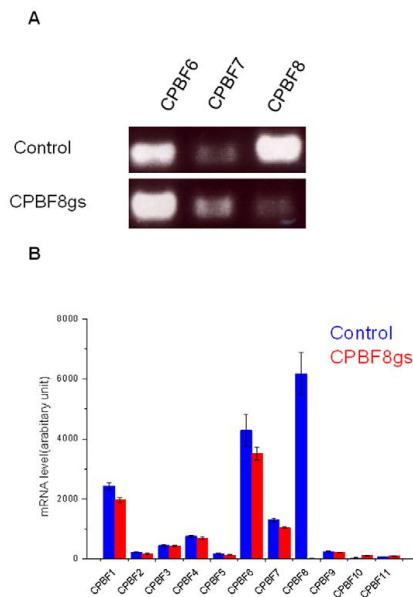 A
CPBF6
CPBF7
CPBF8
Control
CPBF8gs
B
Control
CPBF8gs
mRNA level(arabitary unit)
8000
6000
4000
2000
0
CPBF1
CPBF2
CPBF3
CPBF4
CPBF5
CPBF6
CPBF7
CPBF8
CPBF9
CPBF10
CPBF11